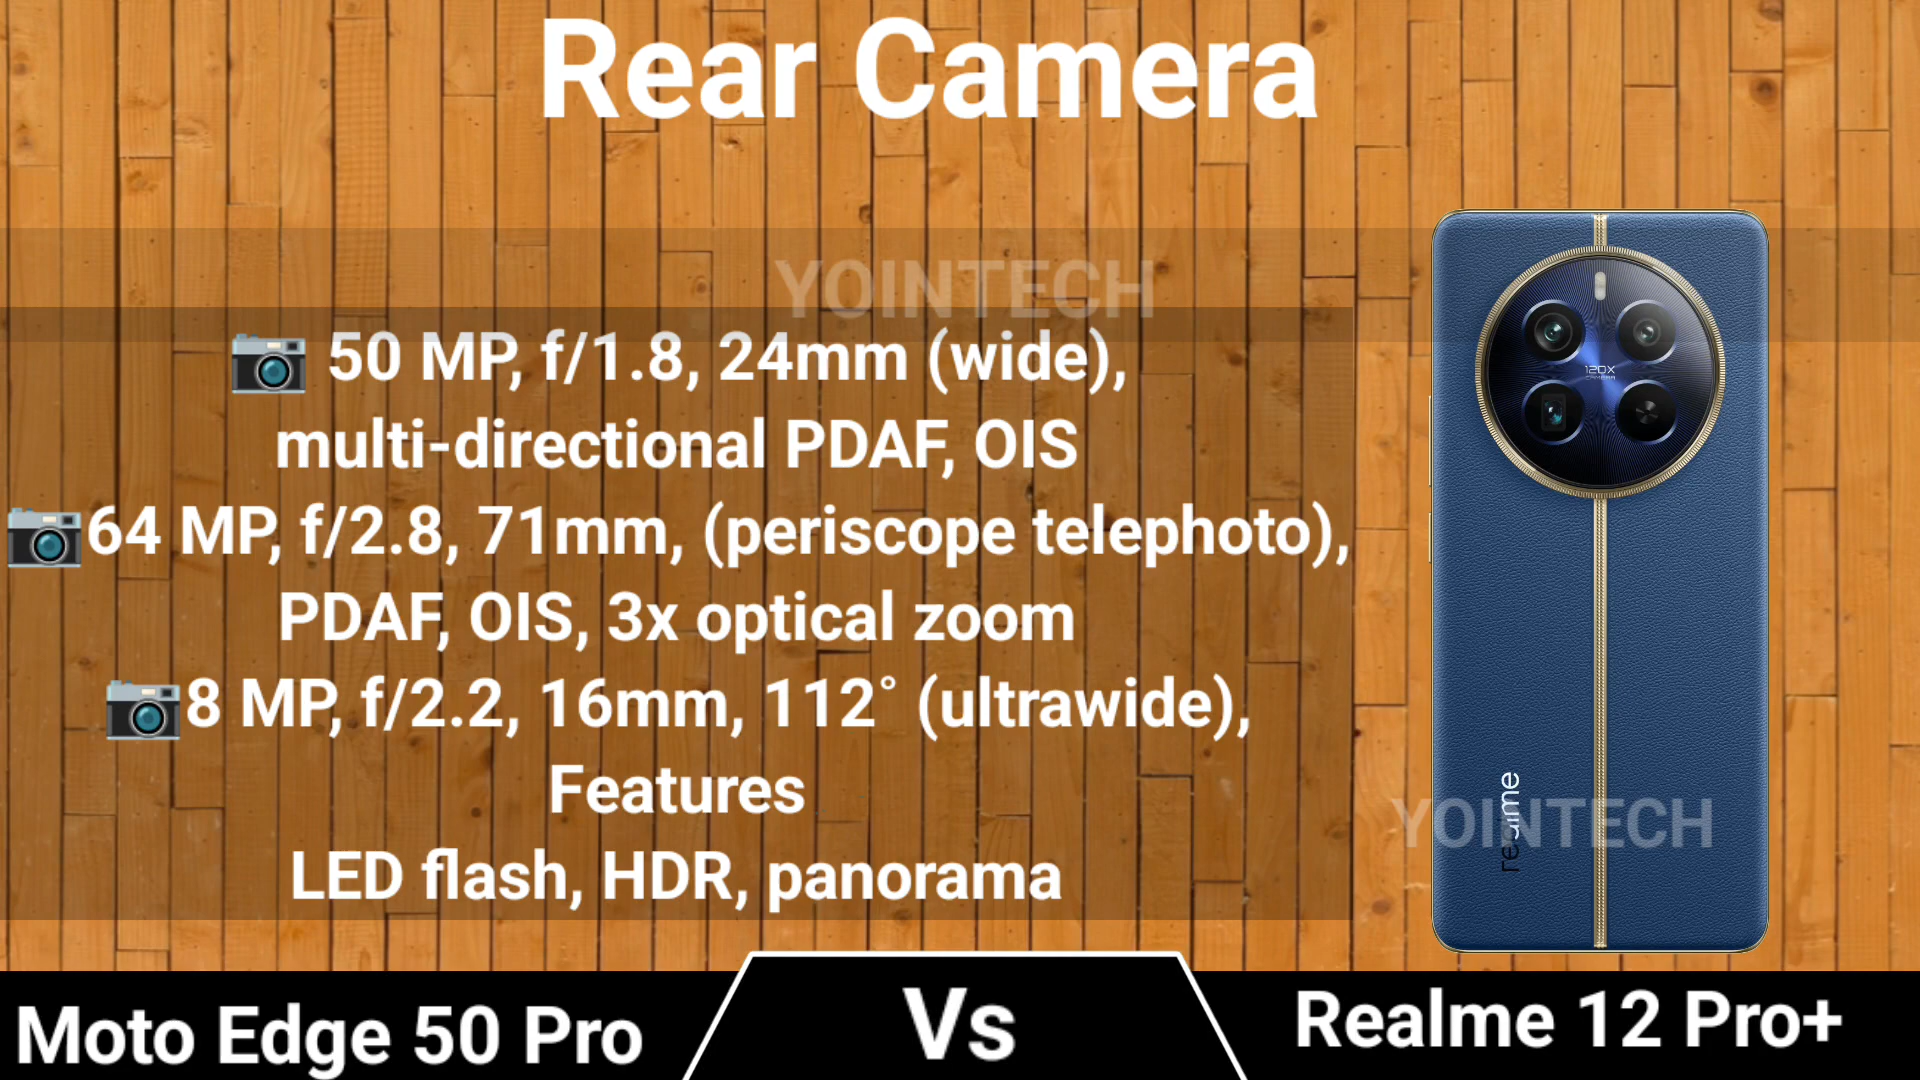 Rear Camera
YOINTECH
📷 50 MP, f/1.8, 24mm (wide),
multi-directional PDAF, OIS
📷64 MP, f/2.8, 71mm, (periscope telephoto),
PDAF, OIS, 3x optical zoom
📷8 MP, f/2.2, 16mm, 112˚ (ultrawide),
Features
LED flash, HDR, panorama
120X
CAMERA
realme
YOINTECH
Moto Edge 50 Pro
Vs
Realme 12 Pro+